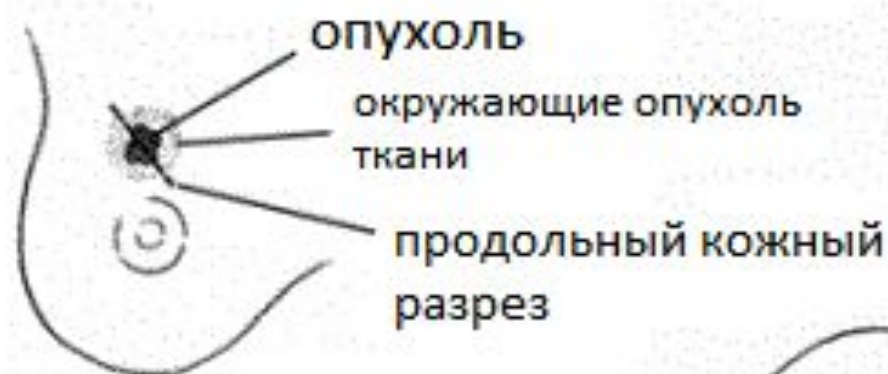 опухоль
окружающие опухоль
ткани
продольный кожный
разрез